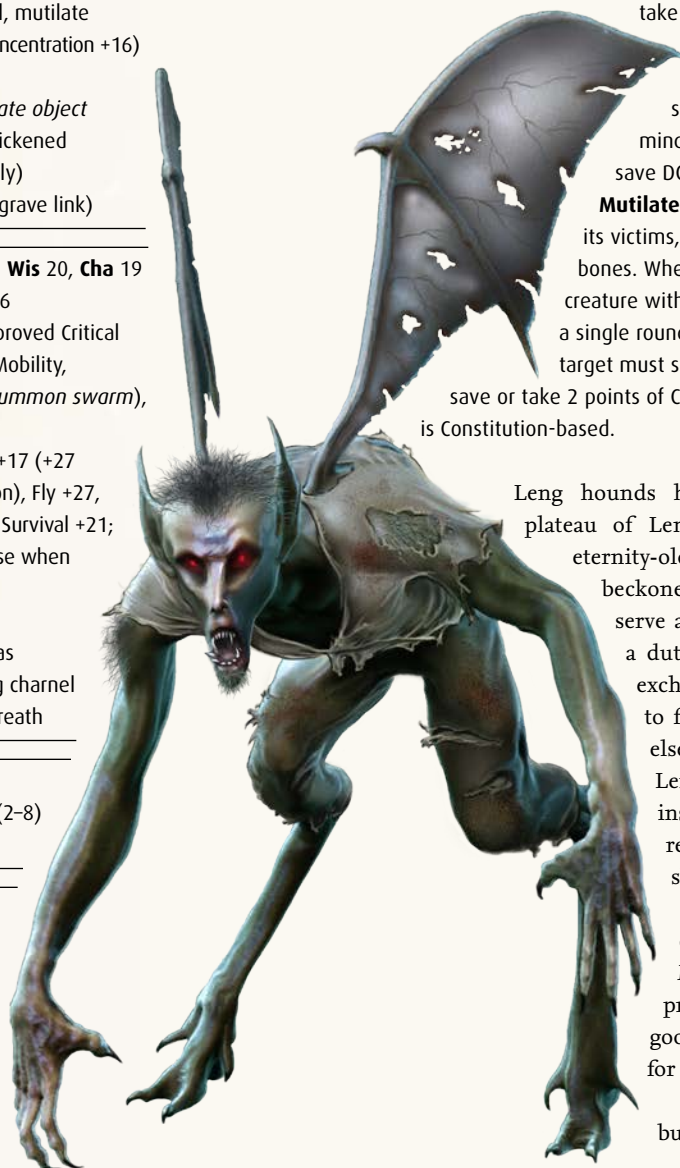 l, mutilate
ncentration +16)
ate object
ickened
ly)
grave link)
Wis 20, Cha 19
6
proved Critical
Mobility,
ummon swarm),
+17 (+27
on), Fly +27,
Survival +21;
se when
as
g charnel
reath
(2–8)
take
s
mind
save DC
Mutilate
its victims,
bones. Whe
creature with
a single round
target must s
save or take 2 points of C
is Constitution-based.
Leng hounds h
plateau of Len
eternity-old
beckone
serve a
a dut
exch
to f
else
Le
ins
re
s
pr
goo
for
bu